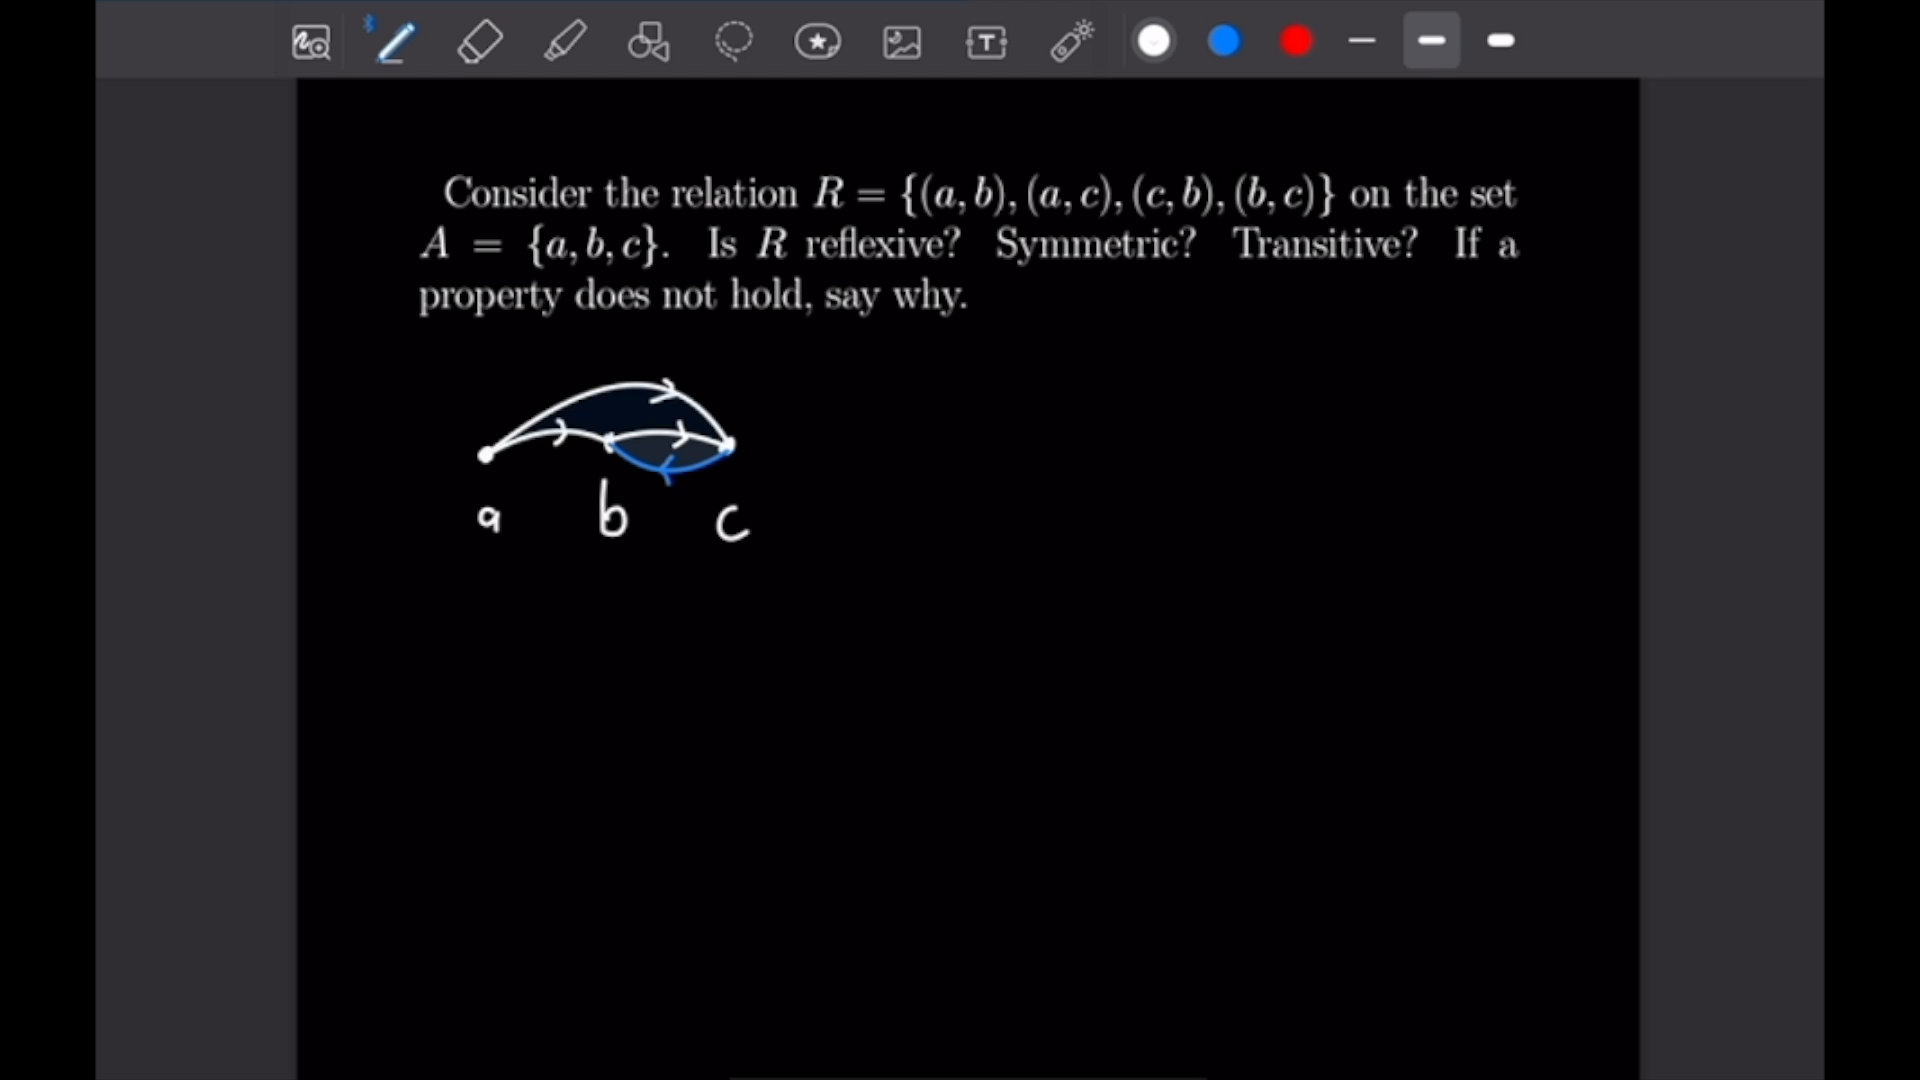 Consider the relation R = {(a, b), (a, c), (c, b), (b, c)} on the set
A = {a, b, c}. Is R reflexive? Symmetric? Transitive? If a
property does not hold, say why.
a b c